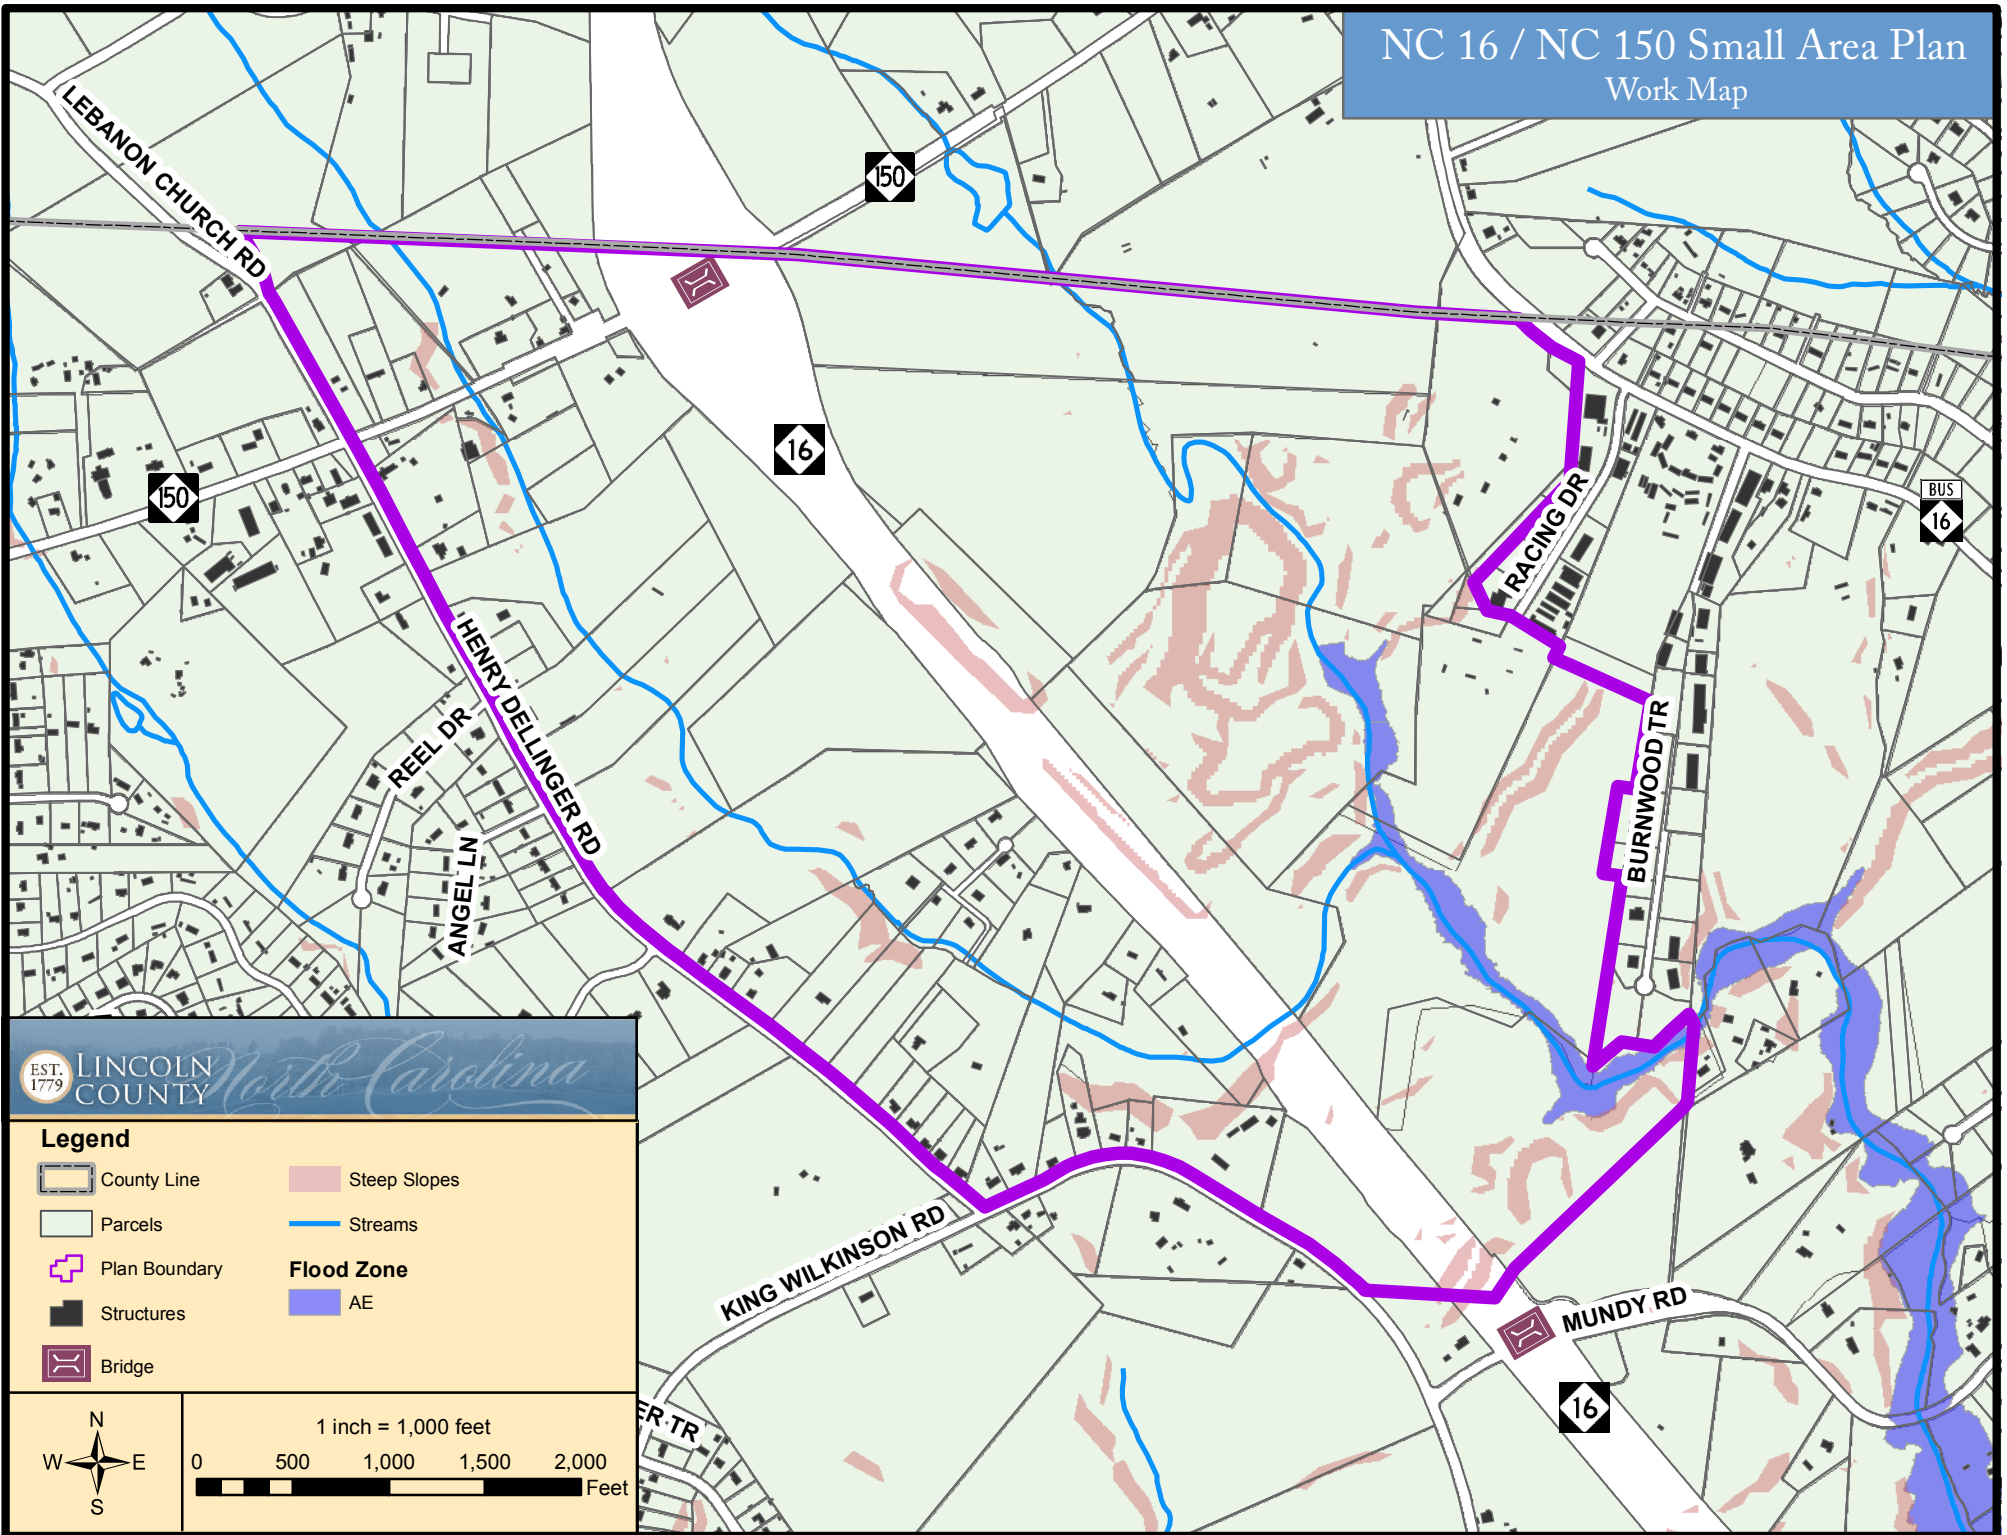 NC 16 / NC 150 Small Area Plan
Work Map
LEBANON CHURCH RD
150
16
150
BUS
16
RACING DR
HENRY DELLINGER RD
REEL DR
BURNWOOD TR
ANGEL LN
KING WILKINSON RD
MUNDY RD
16
ER TR
EST.
1779
LINCOLN
COUNTY
North Carolina
Legend
County Line
Parcels
Plan Boundary
Structures
Bridge
Steep Slopes
Streams
Flood Zone
AE
N
W
E
S
1 inch = 1,000 feet
0 500 1,000 1,500 2,000
Feet